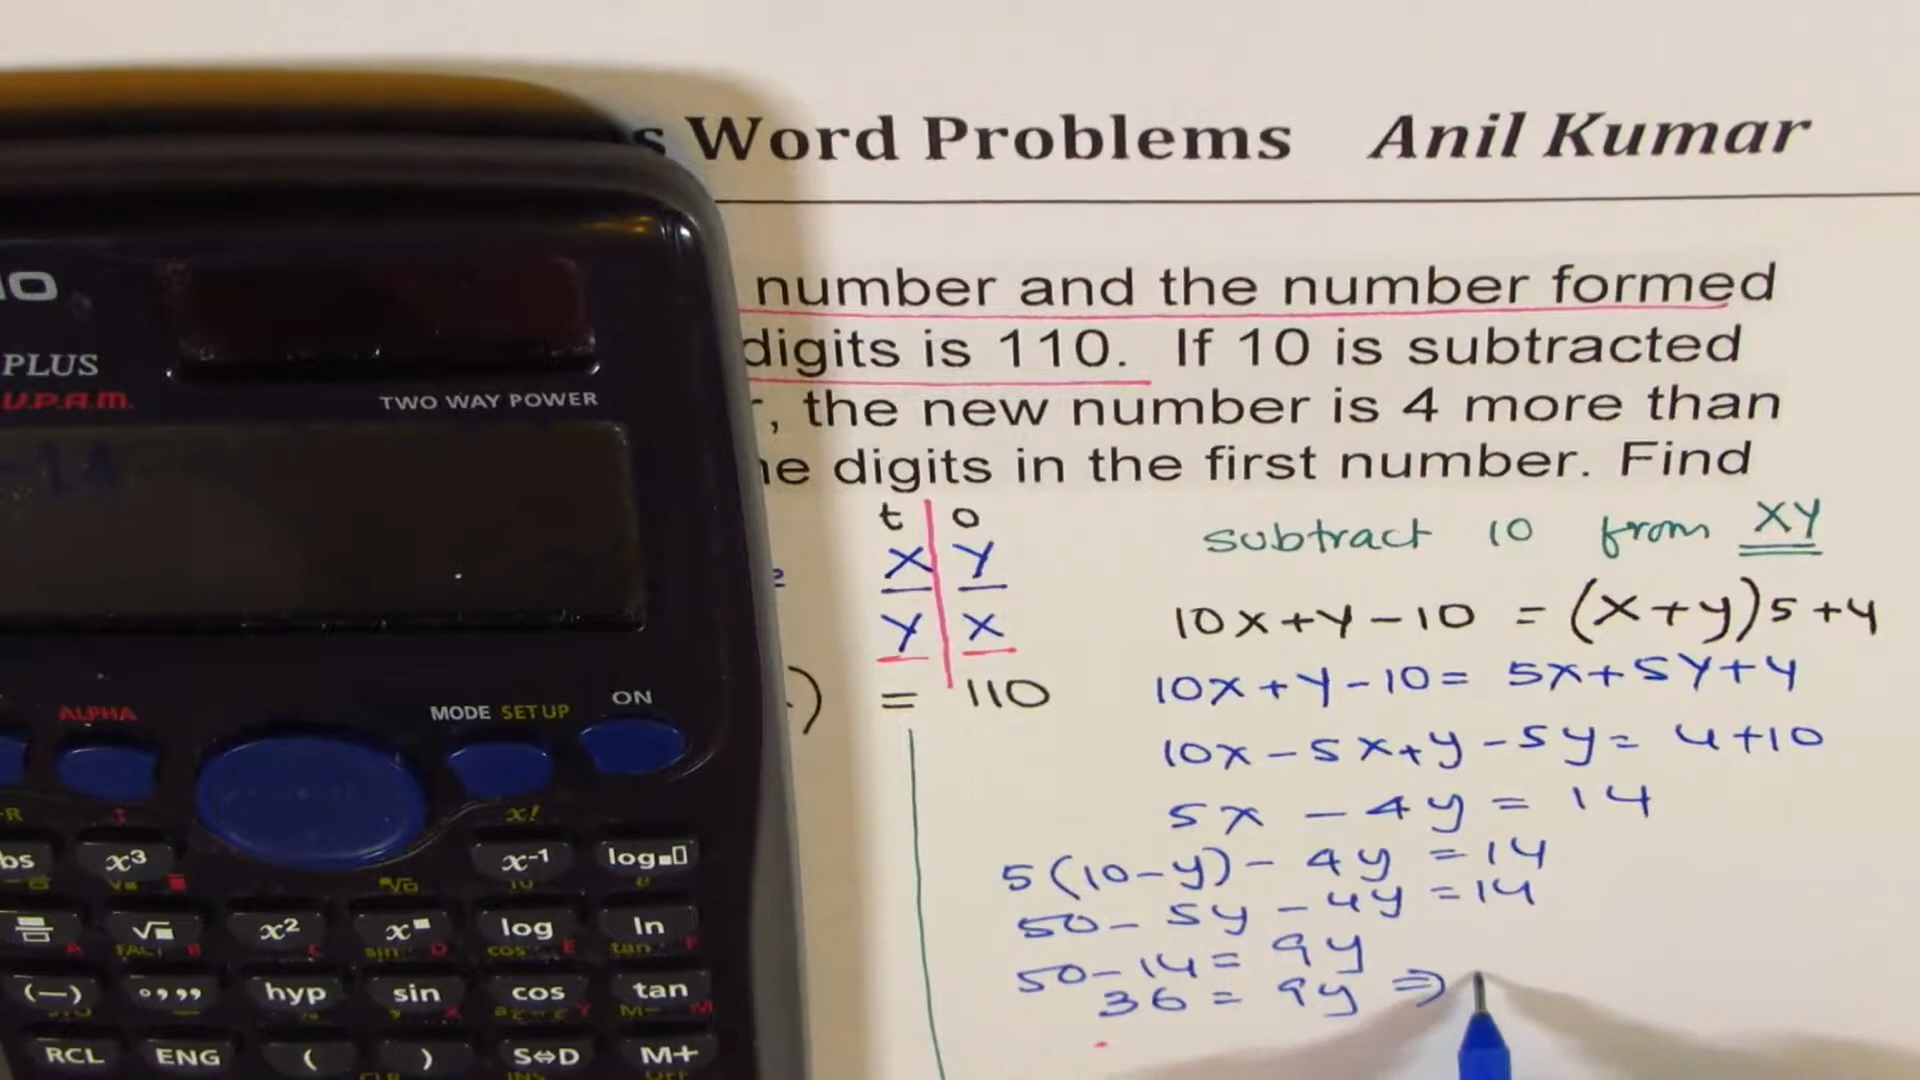 Word Problems Anil Kumar
number and the number formed
digits is 110. If 10 is subtracted
, the new number is 4 more than
digits in the first number. Find
t o
X Y
Y X
) = 110
subtract 10 from XY
10x+y-10 = (x+y)5+4
10x+y-10= 5x+5y+4
10x-5x+y-5y= 4+10
5x -4y = 14
5(10-y)- 4y =14
50- 5y -4y =14
50-14= 9y
36 = 9y ⇒
PLUS
V.P.A.M.
TWO WAY POWER
ON
ALPHA MODE SETUP
x!
x³ x⁻¹ log
√ x² x log ln
(—) °,,, hyp sin cos tan
RCL ENG ( ) S⇔D M+